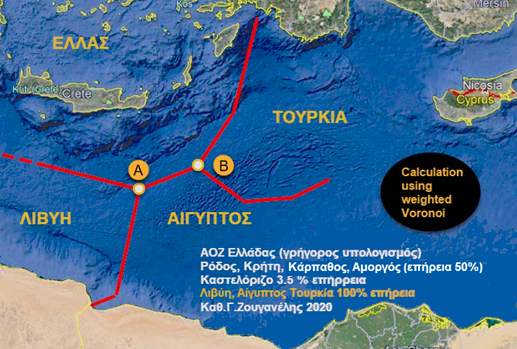 Kos
Mersin
ΕΛΛΑΣ
Nicosia
Crete
Cyprus
ΤΟΥΡΚΙΑ
A
B
Calculation
using
weighted
Voronoi
ΛΙΒΥΗ
ΑΙΓΥΠΤΟΣ
ΑΟΖ Ελλάδας (γρήγορος υπολογισμός)
Ρόδος, Κρήτη, Κάρπαθος, Αμοργός (επήρεια 50%)
Καστελόριζο 3.5 % επήρρεια
Λιβύη, Αίγυπτος Τουρκία 100% επήρεια
Καθ.Γ.Ζουγανέλης 2020